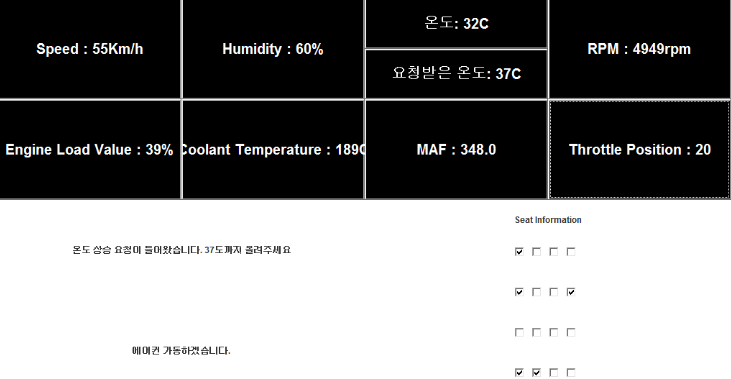 Speed : 55Km/h
Humidity : 60%
온도: 32C
요청받은 온도: 37C
RPM : 4949rpm
Engine Load Value : 39%
Coolant Temperature : 189C
MAF : 348.0
Throttle Position : 20
Seat Information
온도 상승 요청이 들어왔습니다. 37도까지 올려주세요
에어컨 가동하겠습니다.